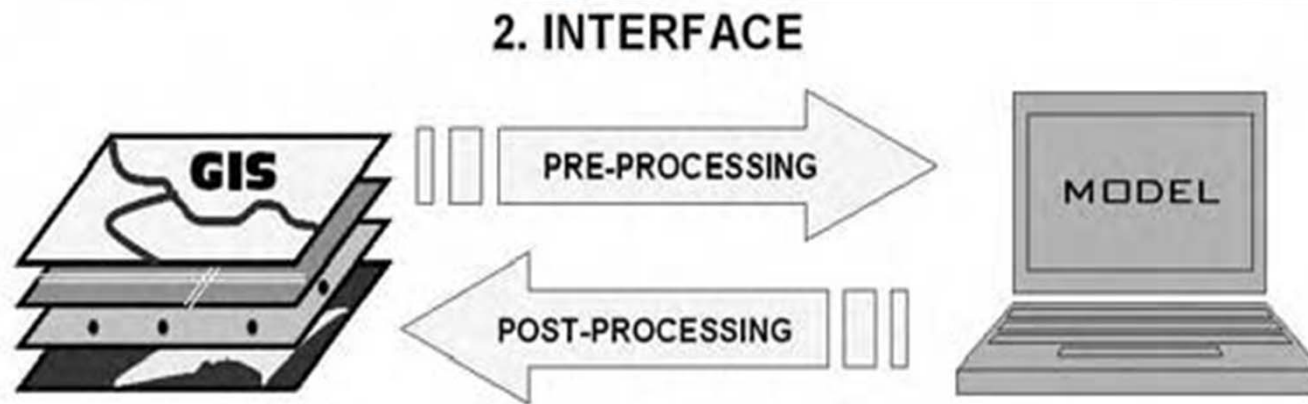 2. INTERFACE
GIS
PRE-PROCESSING
MODEL
POST-PROCESSING